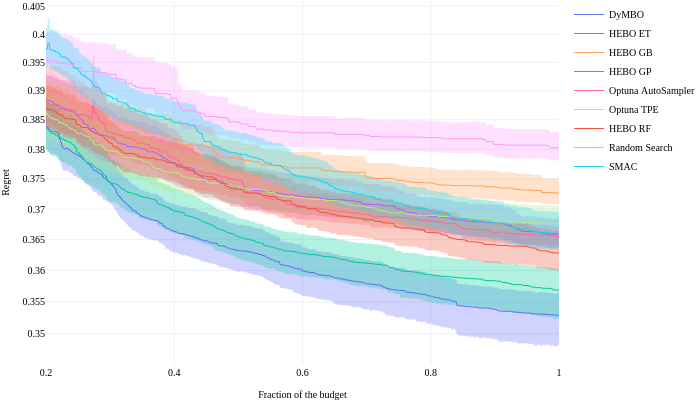 0.405
0.4
0.395
0.39
0.385
0.38
0.375
0.37
0.365
0.36
0.355
0.35
Regret
0.2
0.4
0.6
0.8
1
Fraction of the budget
DyMBO
HEBO ET
HEBO GB
HEBO GP
Optuna AutoSampler
Optuna TPE
HEBO RF
Random Search
SMAC